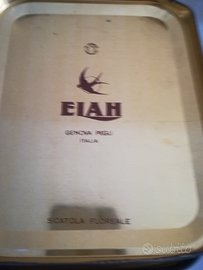 ELAH
GENOVA PEGLI
ITALIA
SCATOLA FLOREALE